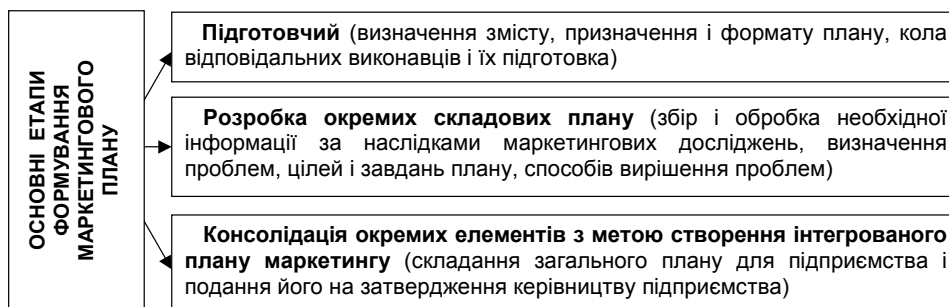 ОСНОВНІ ЕТАПИ
ФОРМУВАННЯ
МАРКЕТИНГОВОГО
ПЛАНУ
Підготовчий (визначення змісту, призначення і формату плану, кола
відповідальних виконавців і їх підготовка)
Розробка окремих складових плану (збір і обробка необхідної
інформації за наслідками маркетингових досліджень, визначення
проблем, цілей і завдань плану, способів вирішення проблем)
Консолідація окремих елементів з метою створення інтегрованого
плану маркетингу (складання загального плану для підприємства і
подання його на затвердження керівництву підприємства)